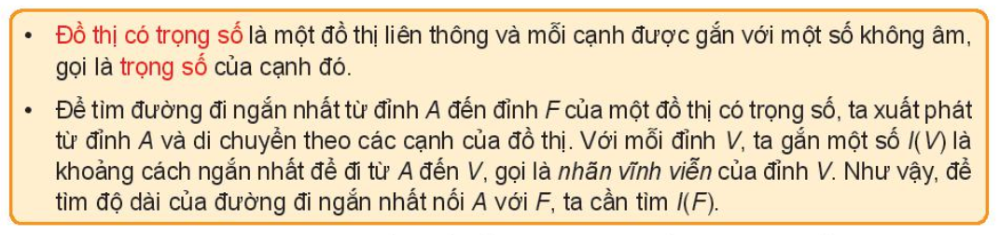 • Đồ thị có trọng số là một đồ thị liên thông và mỗi cạnh được gắn với một số không âm,
gọi là trọng số của cạnh đó.
• Để tìm đường đi ngắn nhất từ đỉnh A đến đỉnh F của một đồ thị có trọng số, ta xuất phát
từ đỉnh A và di chuyển theo các cạnh của đồ thị. Với mỗi đỉnh V, ta gắn một số I(V) là
khoảng cách ngắn nhất để đi từ A đến V, gọi là nhãn vĩnh viễn của đỉnh V. Như vậy, để
tìm độ dài của đường đi ngắn nhất nối A với F, ta cần tìm I(F).